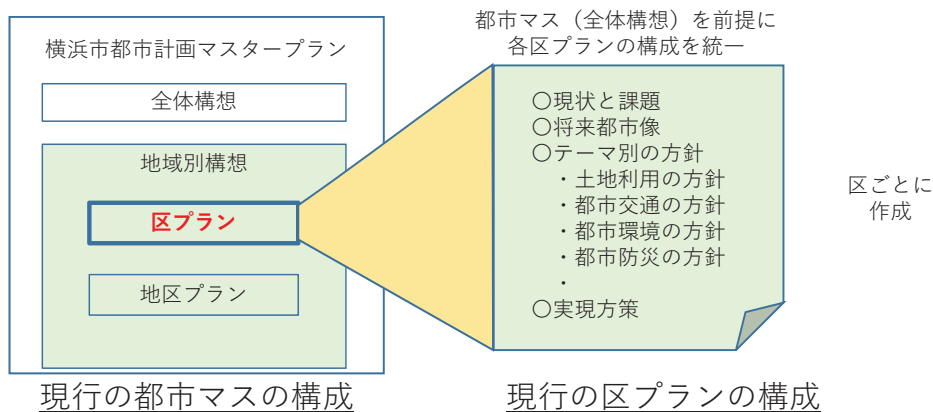 横浜市都市計画マスタープラン
全体構想
地域別構想
区プラン
地区プラン
現行の都市マスの構成
都市マス（全体構想）を前提に
各区プランの構成を統一
〇現状と課題
〇将来都市像
〇テーマ別の方針
・土地利用の方針
・都市交通の方針
・都市環境の方針
・都市防災の方針
・
〇実現方策
区ごとに
作成
現行の区プランの構成